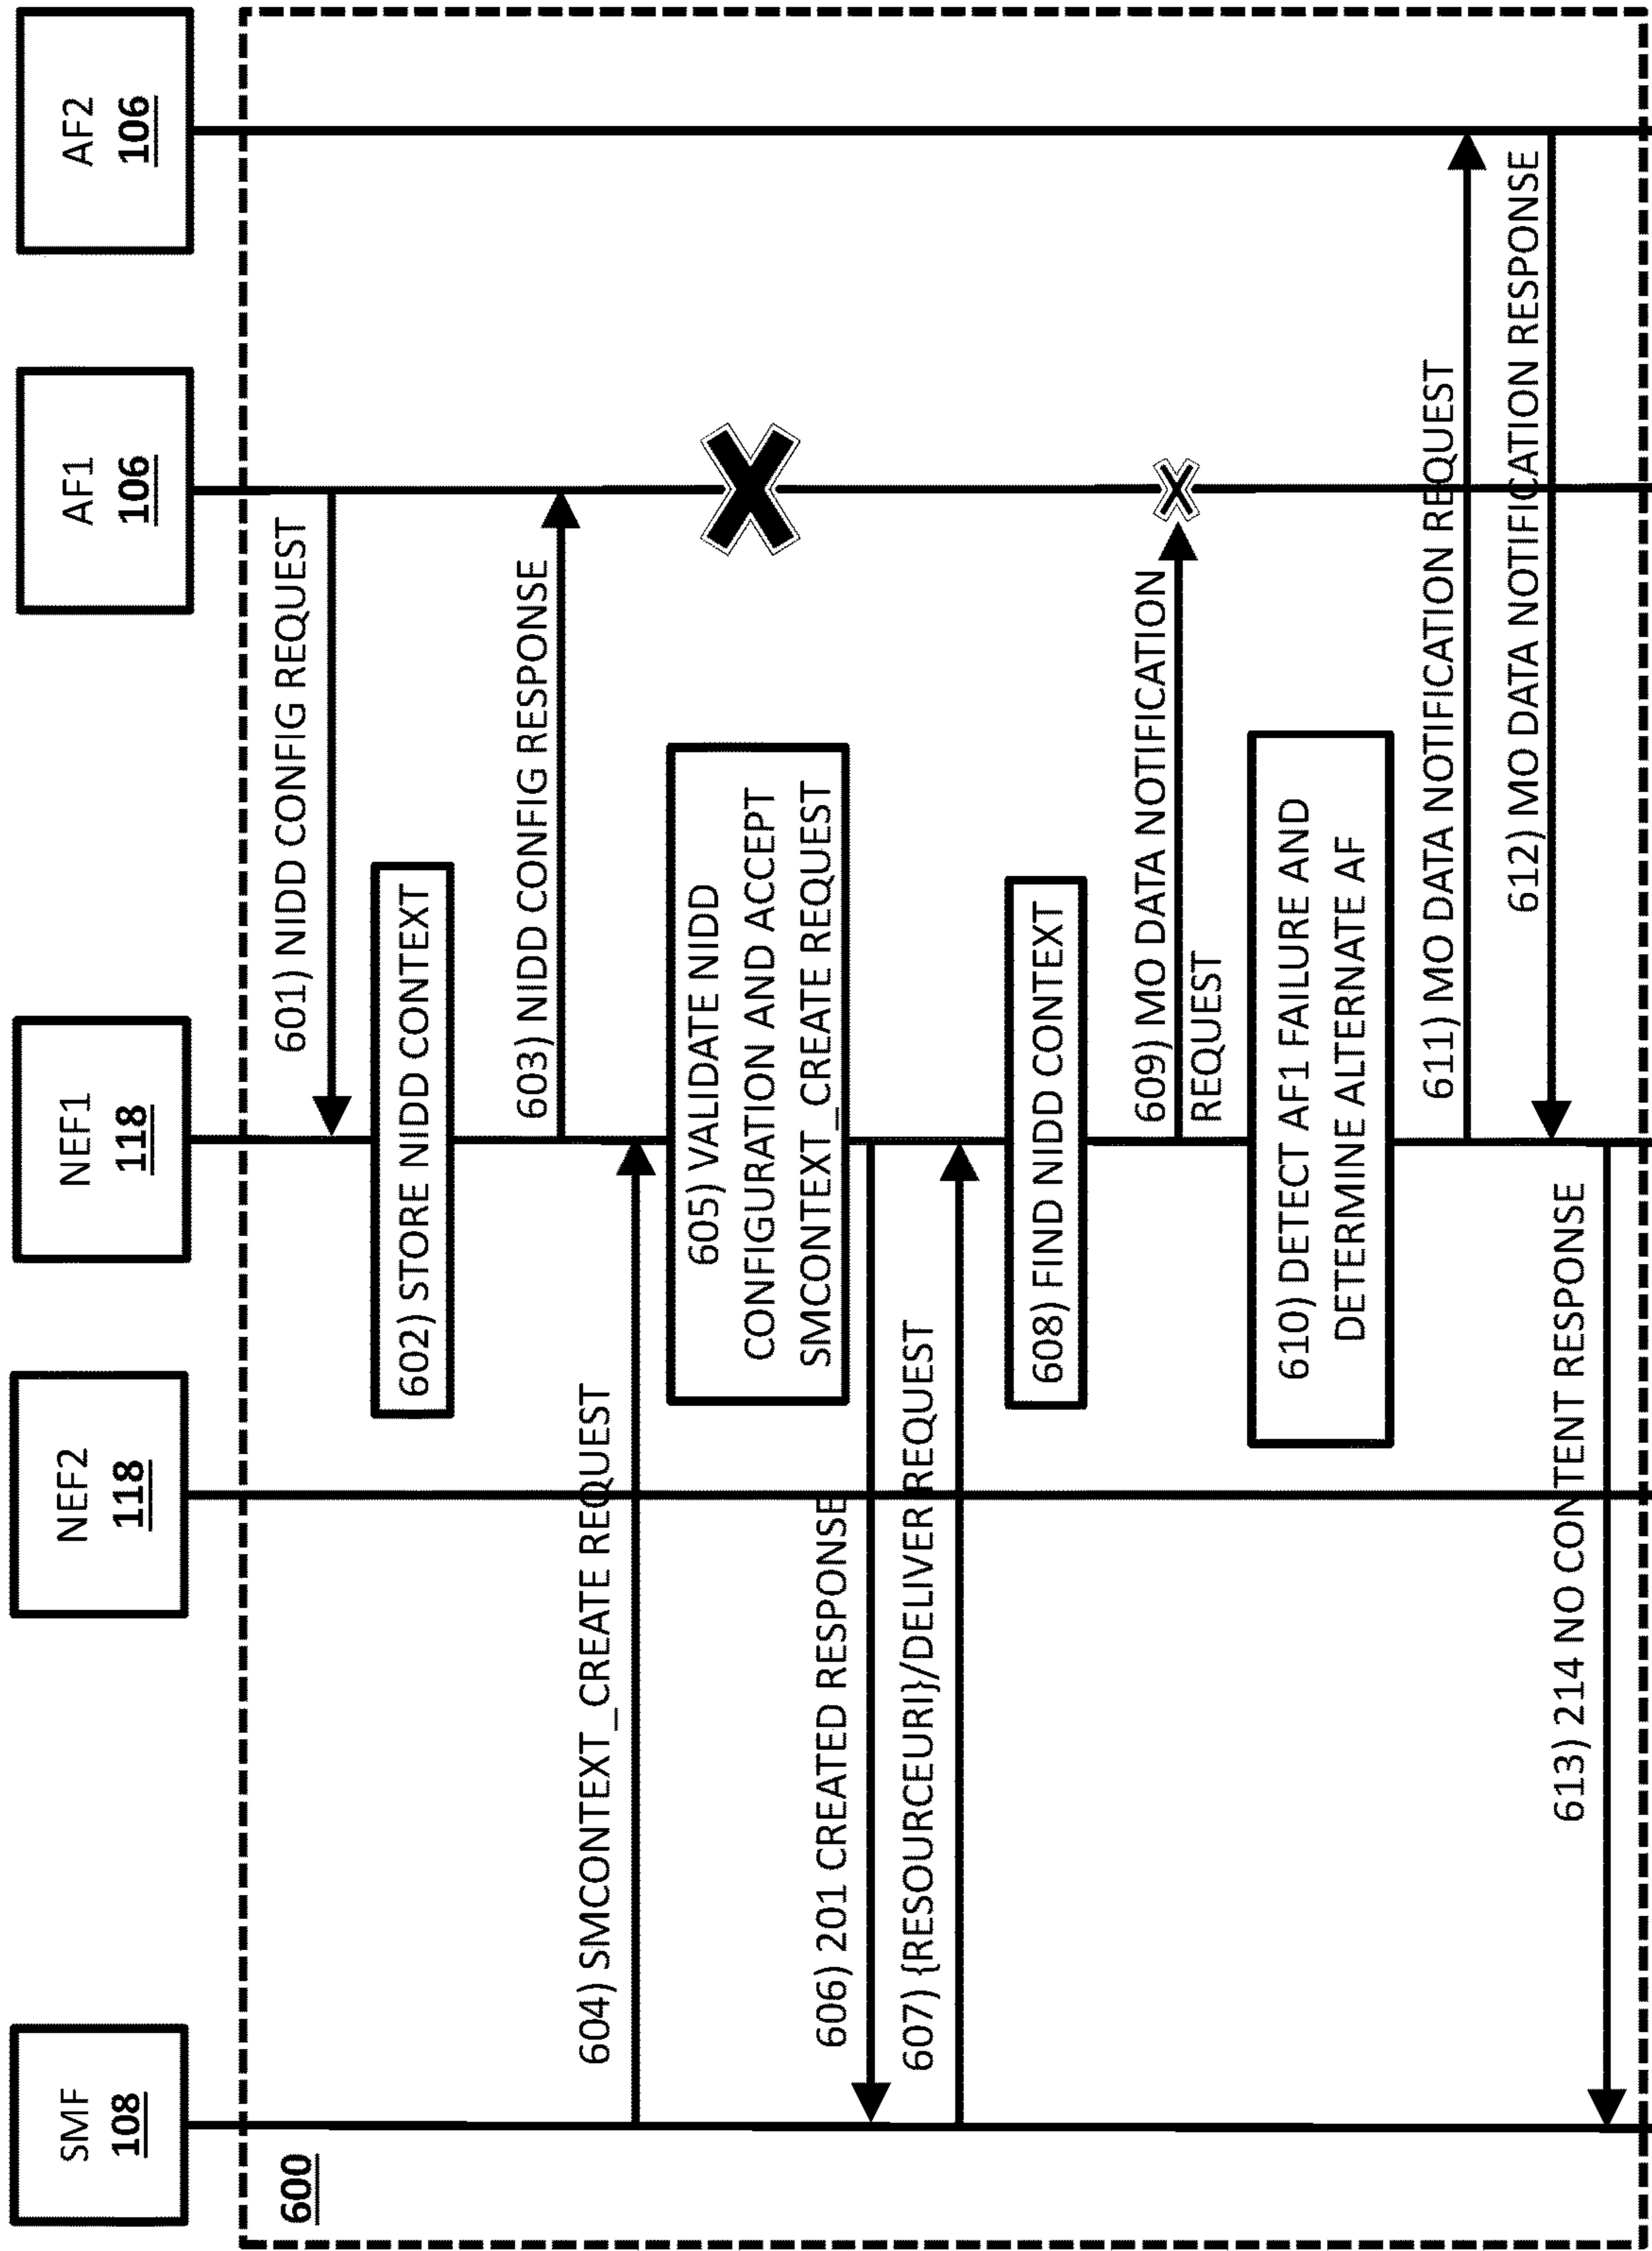 SMF
108
NEF2
118
NEF1
118
AF1
106
AF2
106
600
601) NIDD CONFIG REQUEST
602) STORE NIDD CONTEXT
603) NIDD CONFIG RESPONSE
604) SMCONTEXT_CREATE REQUEST
605) VALIDATE NIDD
CONFIGURATION AND ACCEPT
SMCONTEXT_CREATE REQUEST
606) 201 CREATED RESPONSE
607) {RESOURCEURI}/DELIVER REQUEST
608) FIND NIDD CONTEXT
609) MO DATA NOTIFICATION
REQUEST
610) DETECT AF1 FAILURE AND
DETERMINE ALTERNATE AF
611) MO DATA NOTIFICATION REQUEST
612) MO DATA NOTIFICATION RESPONSE
613) 214 NO CONTENT RESPONSE